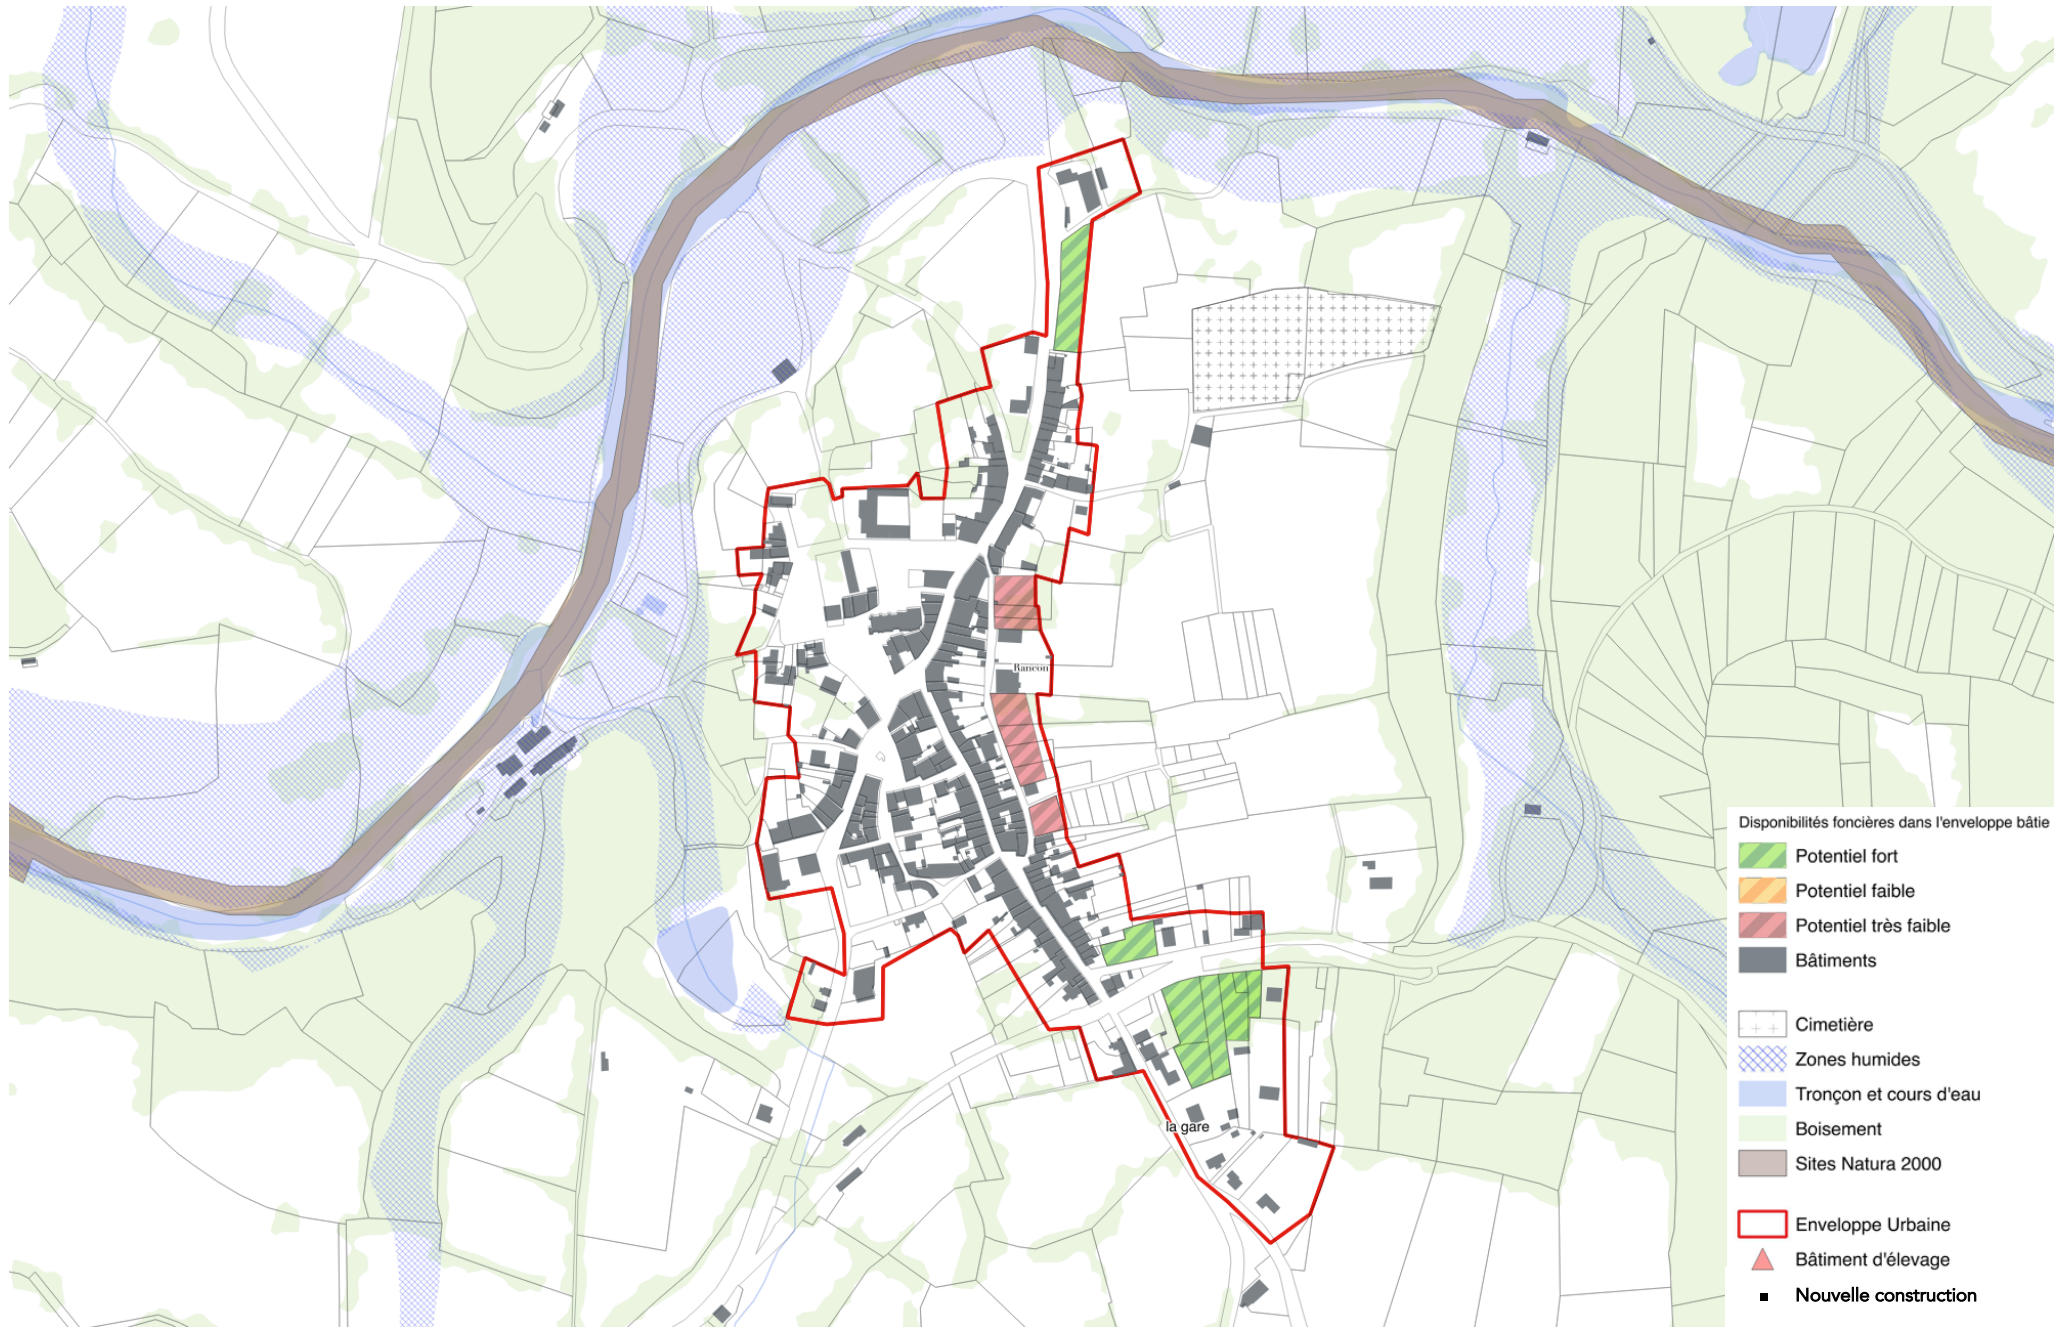 Rancon
la gare
Disponibilités foncières dans l'enveloppe bâtie
Potentiel fort
Potentiel faible
Potentiel très faible
Bâtiments
Cimetière
Zones humides
Tronçon et cours d'eau
Boisement
Sites Natura 2000
Enveloppe Urbaine
Bâtiment d'élevage
Nouvelle construction